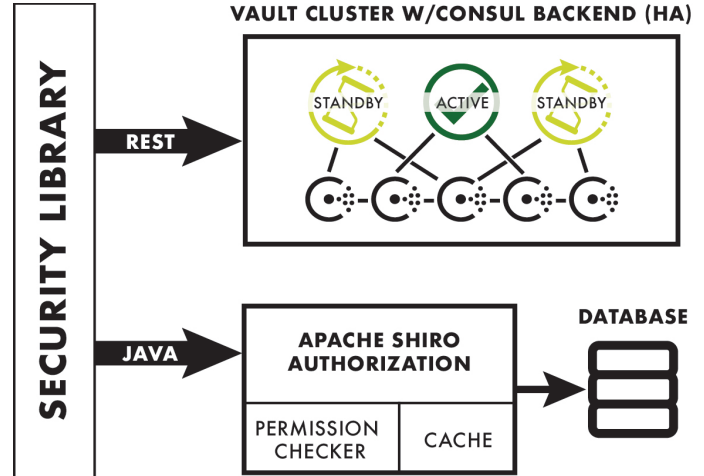 VAULT CLUSTER W/CONSUL BACKEND (HA)
SECURITY LIBRARY
REST
STANDBY
ACTIVE
STANDBY
JAVA
APACHE SHIRO
AUTHORIZATION
PERMISSION
CHECKER
CACHE
DATABASE